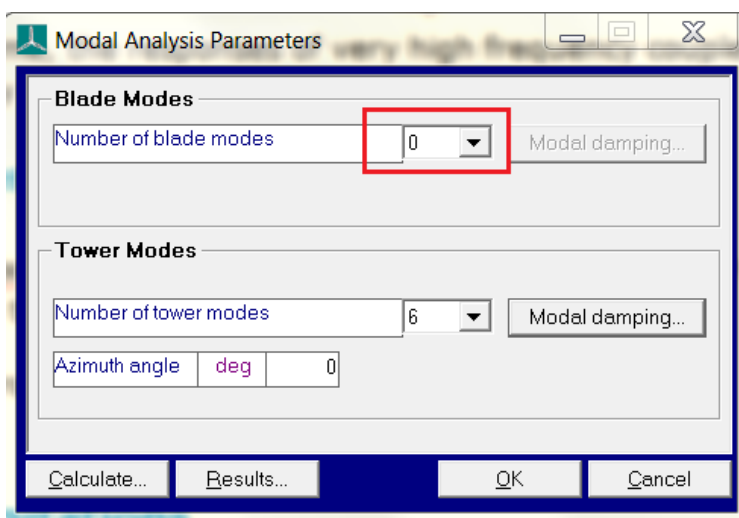 Modal Analysis Parameters
Blade Modes
Number of blade modes 0 Modal damping...
Tower Modes
Number of tower modes 6 Modal damping...
Azimuth angle deg 0
Calculate... Results... OK Cancel